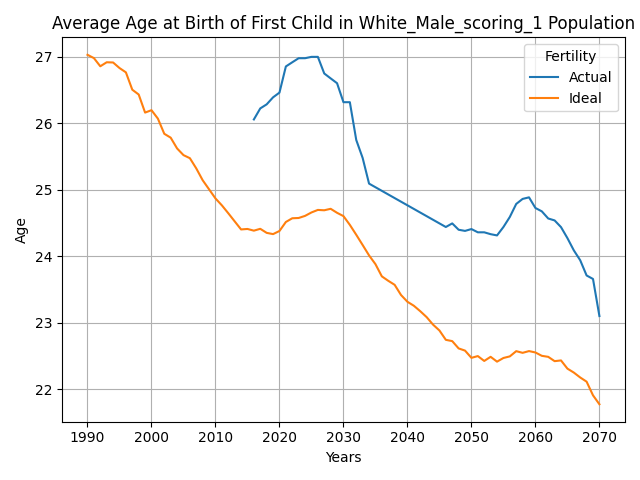 Average Age at Birth of First Child in White_Male_scoring_1 Population
Fertility
Actual
Ideal
Age
27
26
25
24
23
22
1990
2000
2010
2020
2030
2040
2050
2060
2070
Years